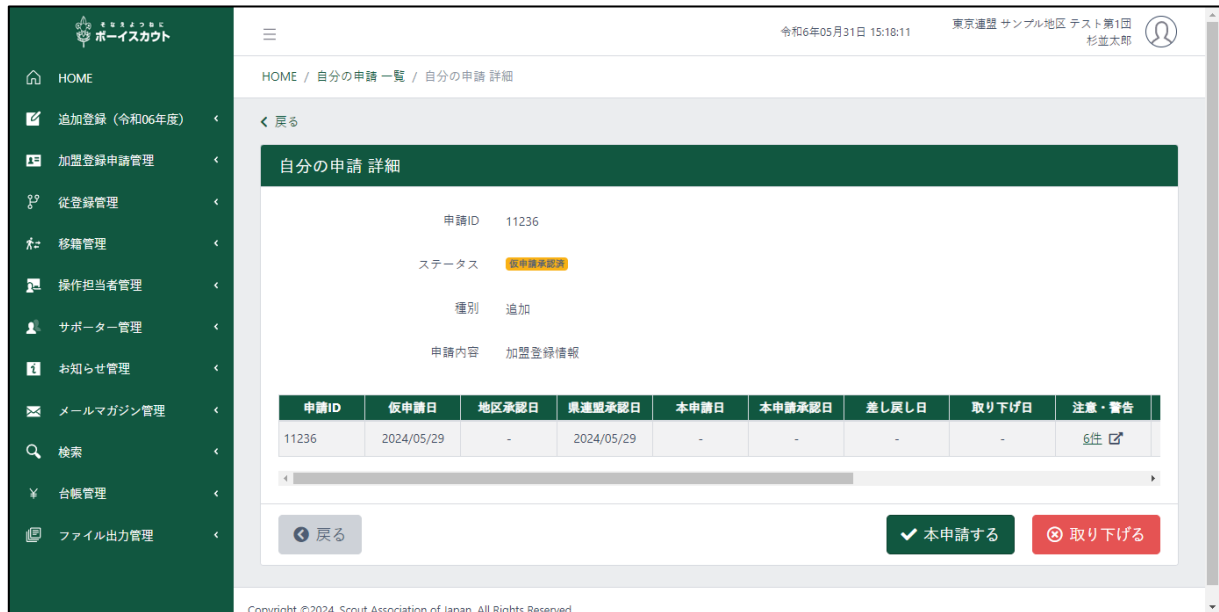 そなえよつねに
ボーイスカウト
令和6年05月31日 15:18:11
東京連盟 サンプル地区 テスト第1団
杉並太郎
HOME
追加登録（令和06年度）
加盟登録申請管理
従登録管理
移籍管理
操作担当者管理
サポーター管理
お知らせ管理
メールマガジン管理
検索
台帳管理
ファイル出力管理
HOME / 自分の申請 一覧 / 自分の申請 詳細
戻る
自分の申請 詳細
申請ID 11236
ステータス 仮申請承認済
種別 追加
申請内容 加盟登録情報
申請ID 仮申請日 地区承認日 県連盟承認日 本申請日 本申請承認日 差し戻し日 取り下げ日 注意・警告
11236 2024/05/29 - 2024/05/29 - - - - 6件
戻る 本申請する 取り下げる
Copyright ©2024. Scout Association of Japan. All Rights Reserved.